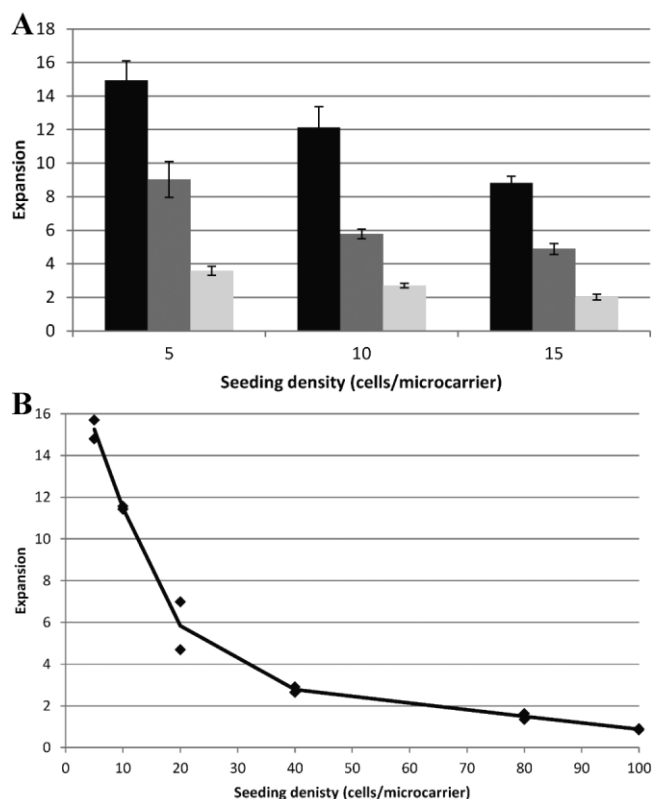 A
18
16
14
12
10
8
6
4
2
0
Expansion
5 10 15
Seeding density (cells/microcarrier)
B
16
14
12
10
8
6
4
2
0
Expansion
0 10 20 30 40 50 60 70 80 90 100
Seeding denisty (cells/microcarrier)